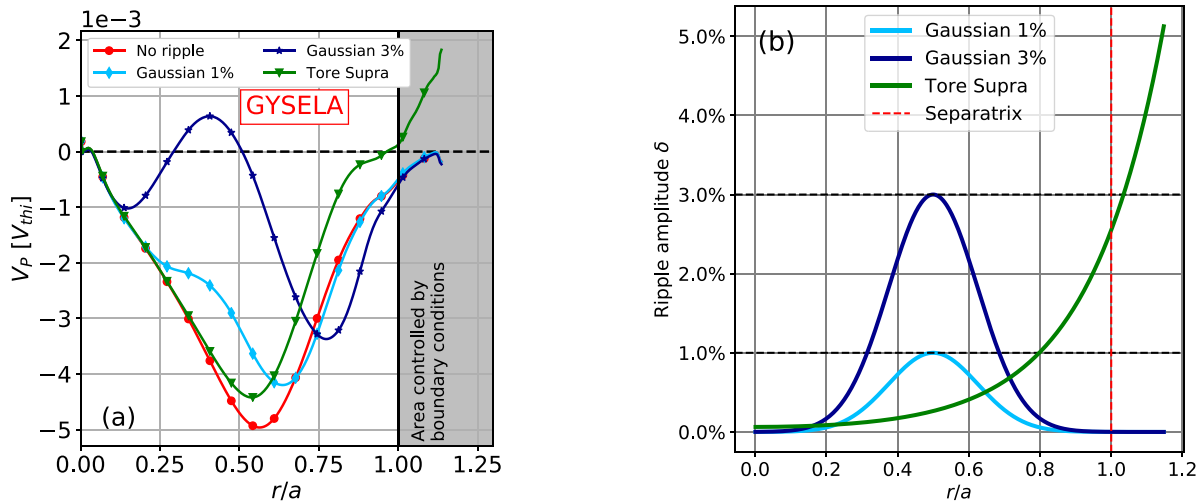 1e−3
No ripple
Gaussian 1%
Gaussian 3%
Tore Supra
GYSELA
2
1
0
−1
−2
−3
−4
−5
V_P [V_thi]
(a)
Area controlled by
boundary conditions
0.00 0.25 0.50 0.75 1.00 1.25
r/a
(b)
Gaussian 1%
Gaussian 3%
Tore Supra
Separatrix
5.0%
4.0%
3.0%
2.0%
1.0%
0.0%
Ripple amplitude δ
0.0 0.2 0.4 0.6 0.8 1.0 1.2
r/a